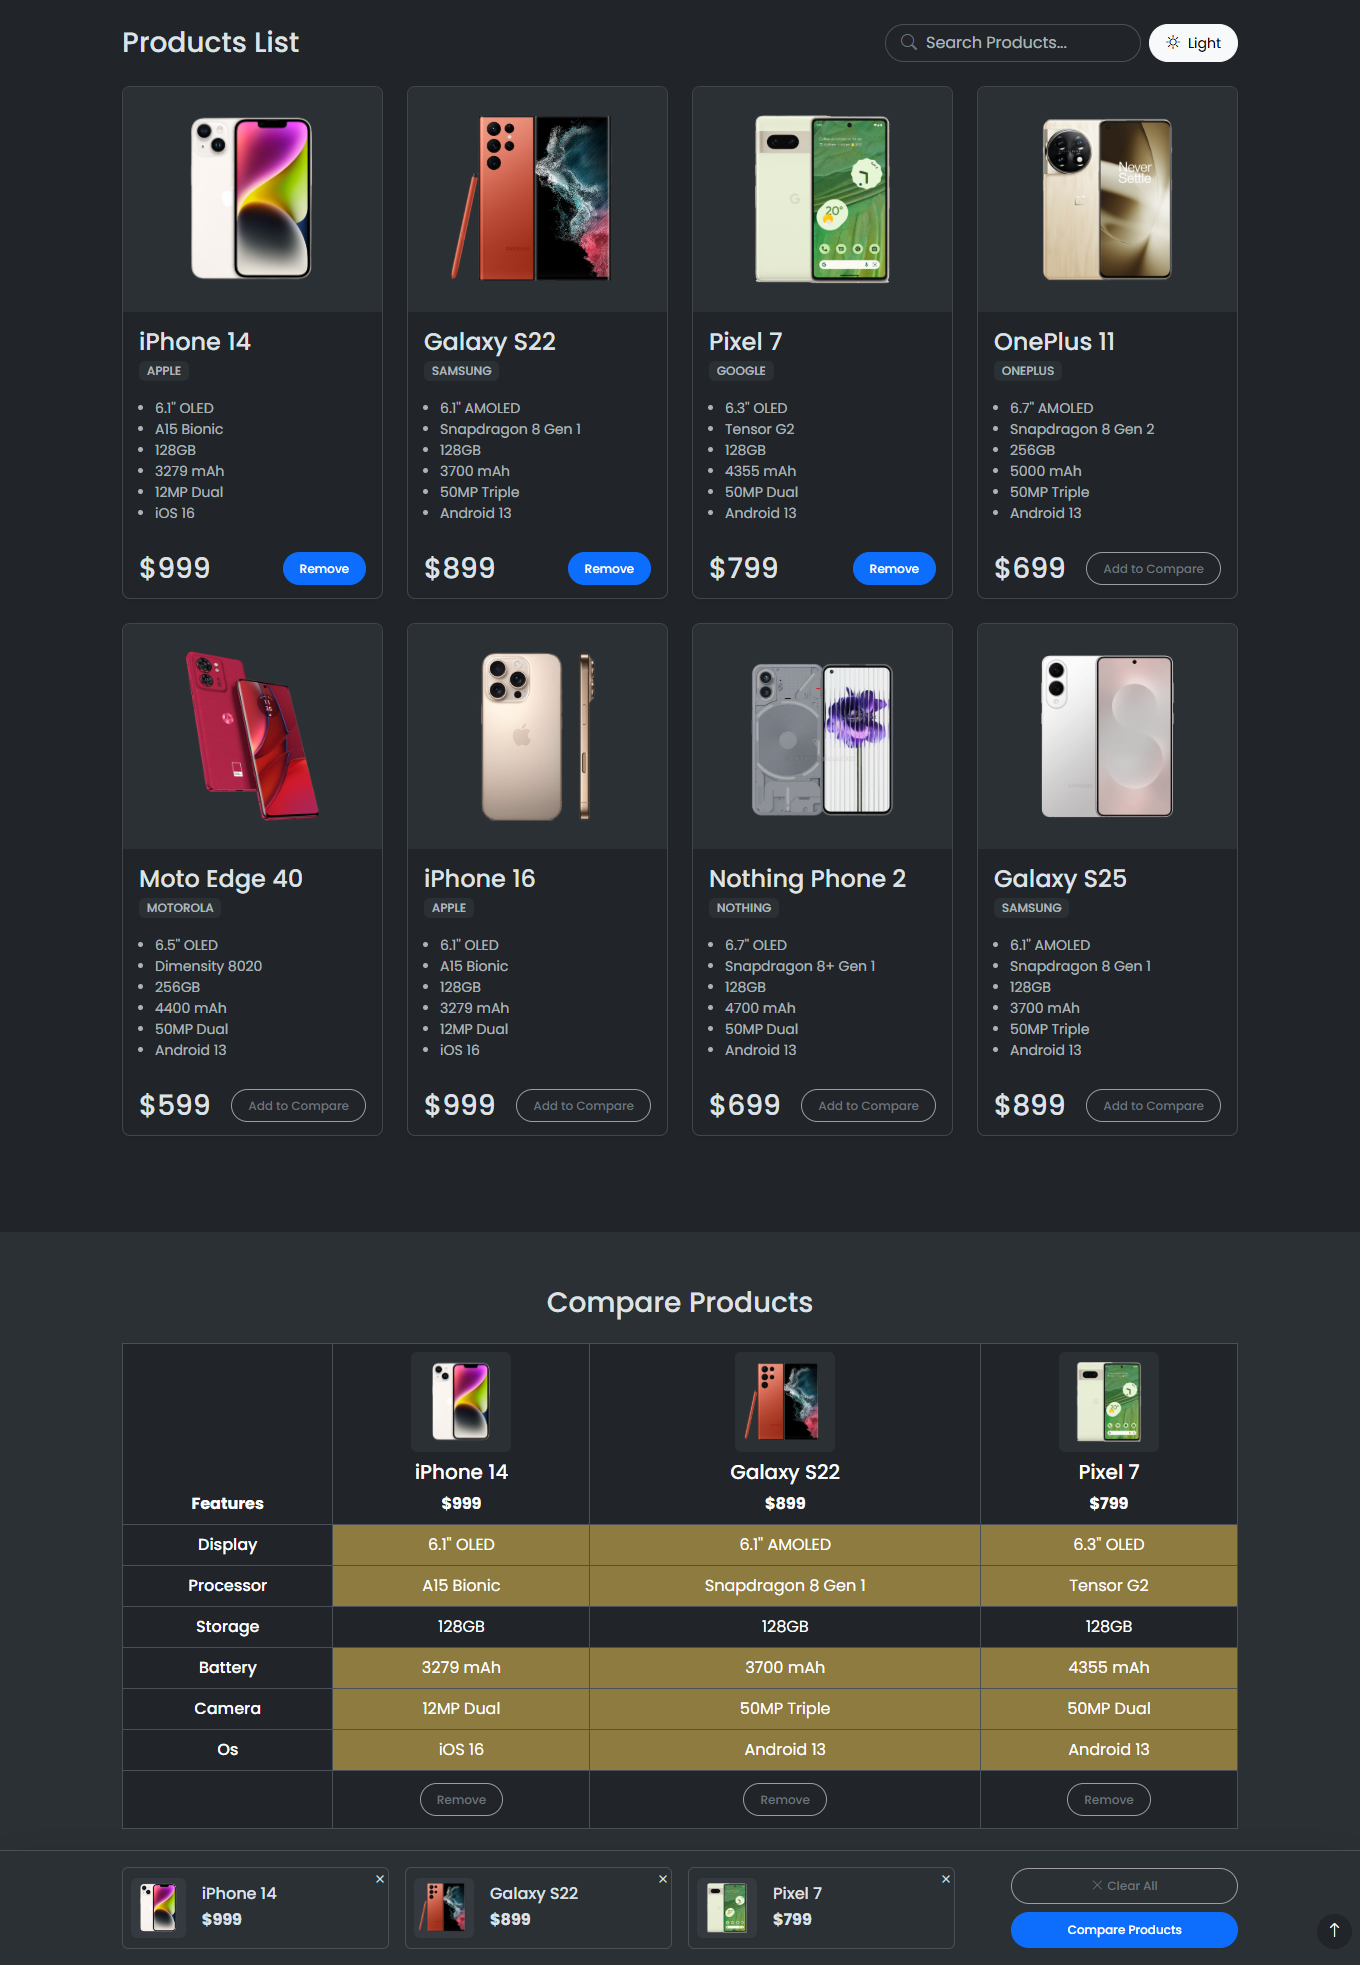 Products List
Search Products...
Light
Never
Settle
20°
iPhone 14
APPLE
6.1" OLED
A15 Bionic
128GB
3279 mAh
12MP Dual
iOS 16
$999
Remove
Galaxy S22
SAMSUNG
6.1" AMOLED
Snapdragon 8 Gen 1
128GB
3700 mAh
50MP Triple
Android 13
$899
Remove
Pixel 7
GOOGLE
6.3" OLED
Tensor G2
128GB
4355 mAh
50MP Dual
Android 13
$799
Remove
OnePlus 11
ONEPLUS
6.7" AMOLED
Snapdragon 8 Gen 2
256GB
5000 mAh
50MP Triple
Android 13
$699
Add to Compare
Moto Edge 40
MOTOROLA
6.5" OLED
Dimensity 8020
256GB
4400 mAh
50MP Dual
Android 13
$599
Add to Compare
iPhone 16
APPLE
6.1" OLED
A15 Bionic
128GB
3279 mAh
12MP Dual
iOS 16
$999
Add to Compare
Nothing Phone 2
NOTHING
6.7" OLED
Snapdragon 8+ Gen 1
128GB
4700 mAh
50MP Dual
Android 13
$699
Add to Compare
Galaxy S25
SAMSUNG
6.1" AMOLED
Snapdragon 8 Gen 1
128GB
3700 mAh
50MP Triple
Android 13
$899
Add to Compare
Compare Products
iPhone 14 Galaxy S22 Pixel 7
Features $999 $899 $799
Display 6.1" OLED 6.1" AMOLED 6.3" OLED
Processor A15 Bionic Snapdragon 8 Gen 1 Tensor G2
Storage 128GB 128GB 128GB
Battery 3279 mAh 3700 mAh 4355 mAh
Camera 12MP Dual 50MP Triple 50MP Dual
Os iOS 16 Android 13 Android 13
Remove Remove Remove
iPhone 14
$999
Galaxy S22
$899
Pixel 7
$799
Clear All
Compare Products